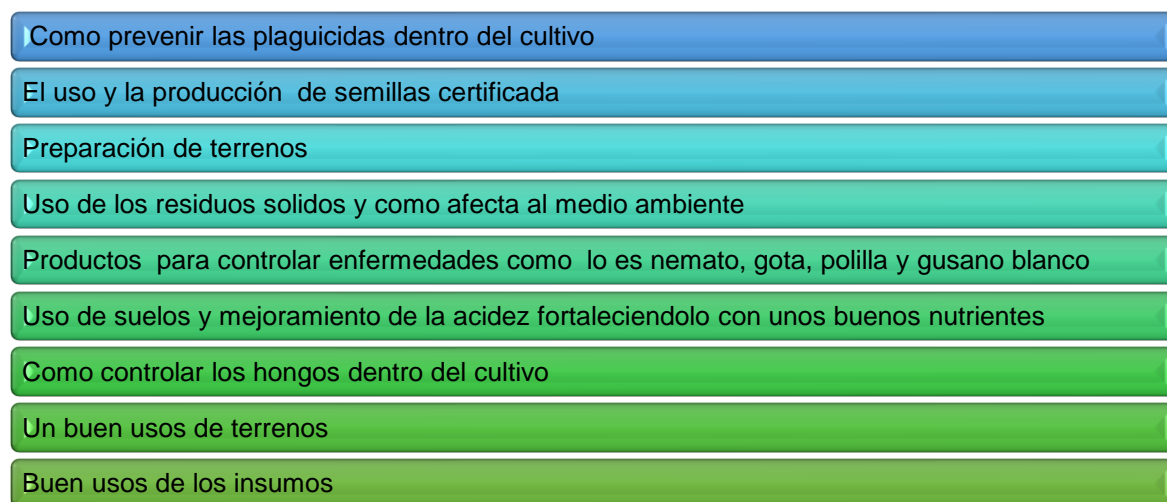 Como prevenir las plaguicidas dentro del cultivo
El uso y la producción de semillas certificada
Preparación de terrenos
Uso de los residuos solidos y como afecta al medio ambiente
Productos para controlar enfermedades como lo es nemato, gota, polilla y gusano blanco
Uso de suelos y mejoramiento de la acidez fortaleciendolo con unos buenos nutrientes
Como controlar los hongos dentro del cultivo
Un buen usos de terrenos
Buen usos de los insumos